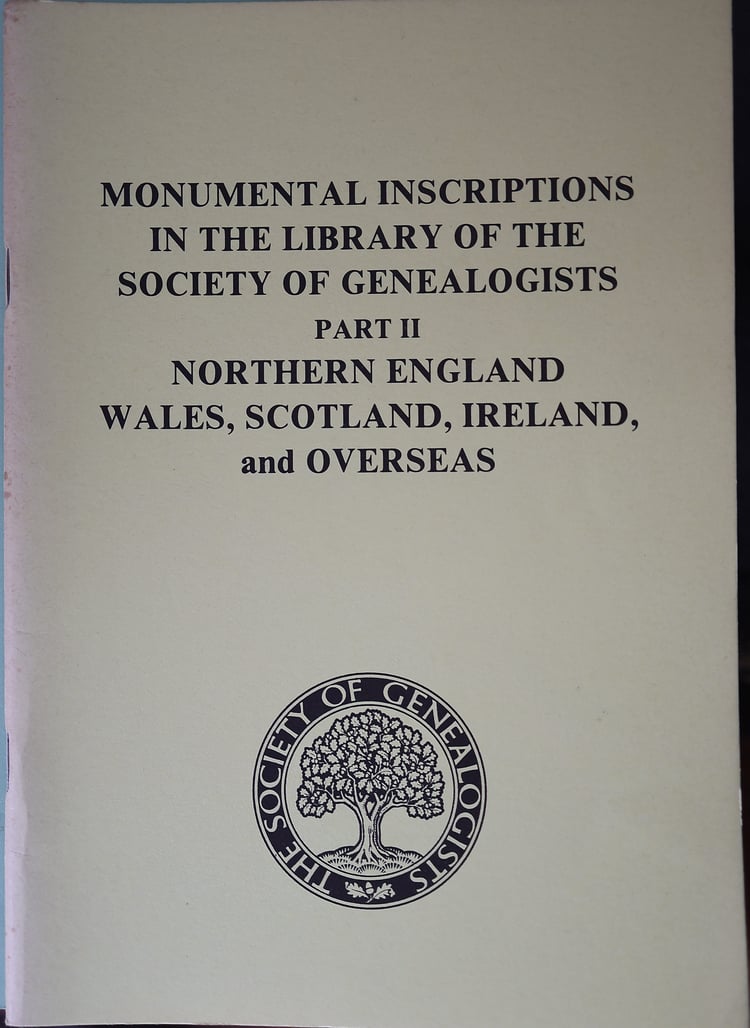 MONUMENTAL INSCRIPTIONS
IN THE LIBRARY OF THE
SOCIETY OF GENEALOGISTS
PART II
NORTHERN ENGLAND
WALES, SCOTLAND, IRELAND,
and OVERSEAS
THE SOCIETY OF GENEALOGISTS